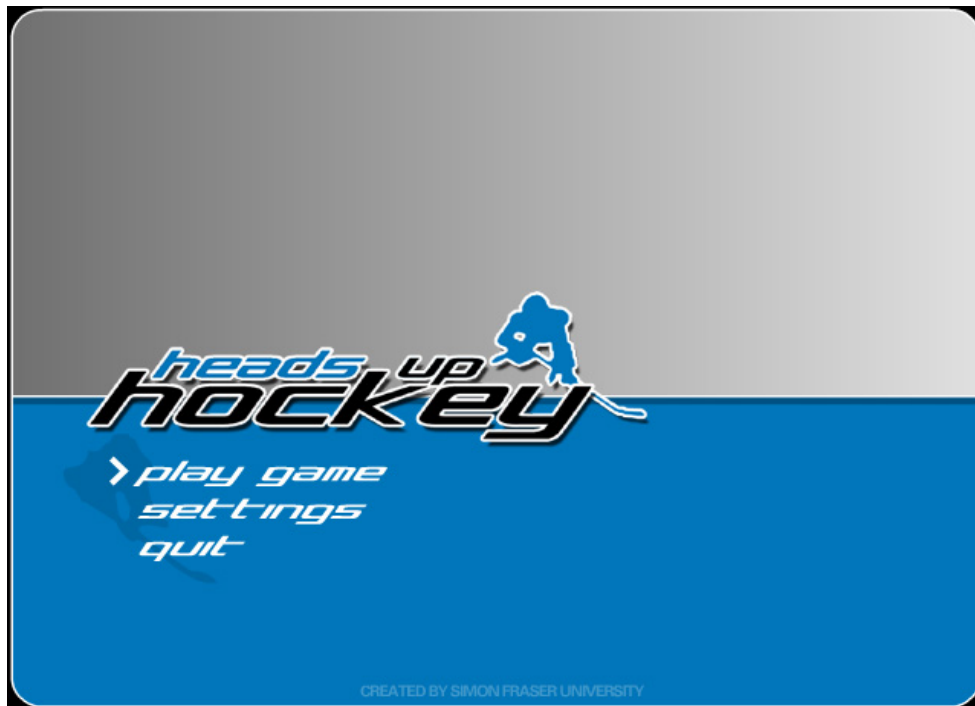 heads up
hockey
play game
settings
quit
CREATED BY SIMON FRASER UNIVERSITY